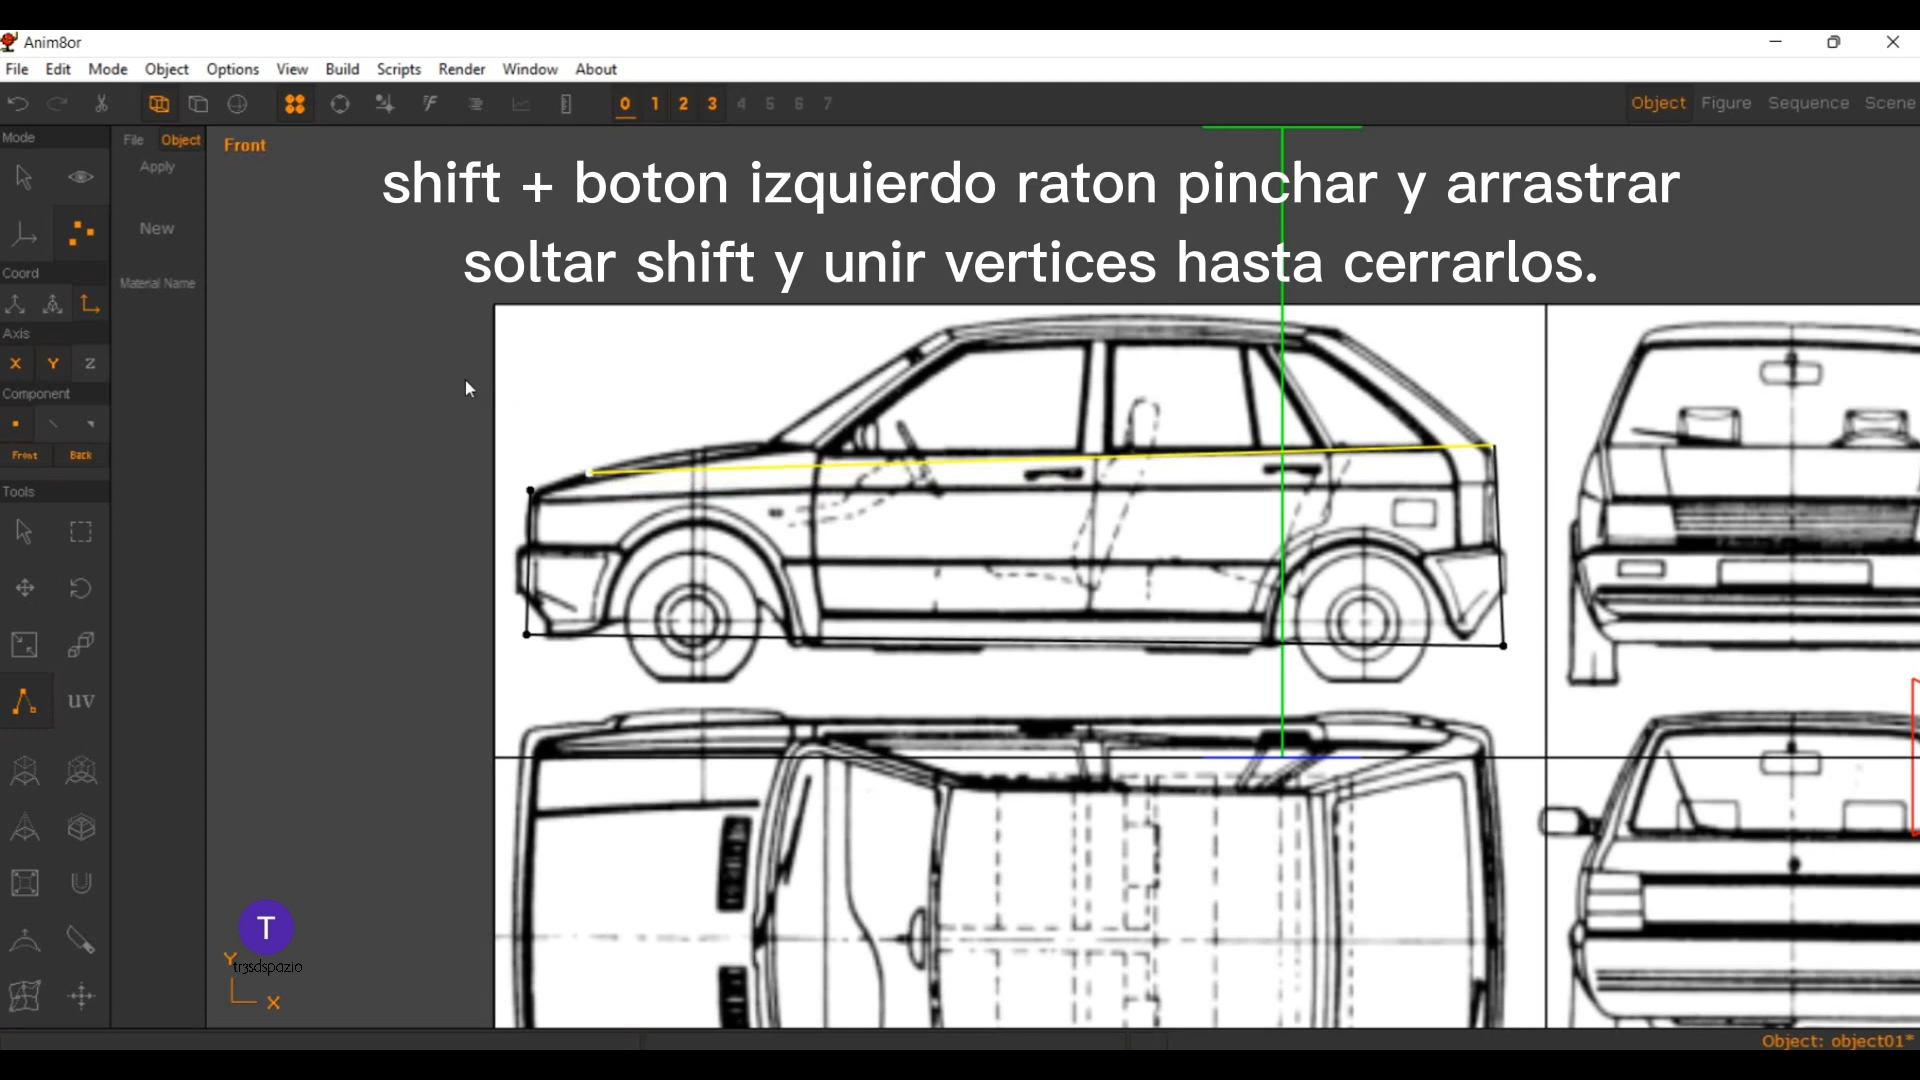 Anim8or
File Edit Mode Object Options View Build Scripts Render Window About
0 1 2 3 4 5 6 7
Object Figure Sequence Scene
Mode
File Object
Apply
New
Material Name
Coord
Axis
X Y Z
Component
Front Back
Tools
uv
Front
shift + boton izquierdo raton pinchar y arrastrar
soltar shift y unir vertices hasta cerrarlos.
T
tr3sdspazio
Y
X
Object: object01*